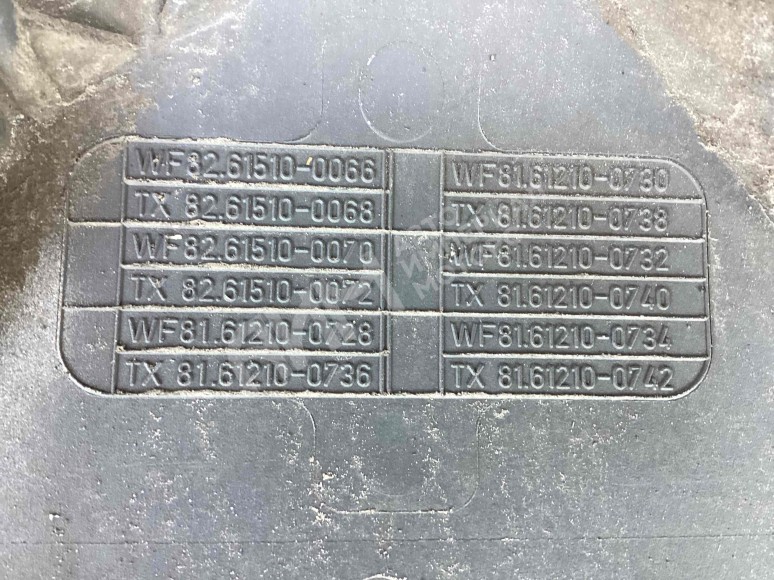 WF82.61510-0066
TX 82.61510-0068
WF82.61510-0070
TX 82.61510-0072
WF81.61210-0728
TX 81.61210-0736
WF81.61210-0730
TX 81.61210-0738
WF81.61210-0732
TX 81.61210-0740
WF81.61210-0734
TX 81.61210-0742